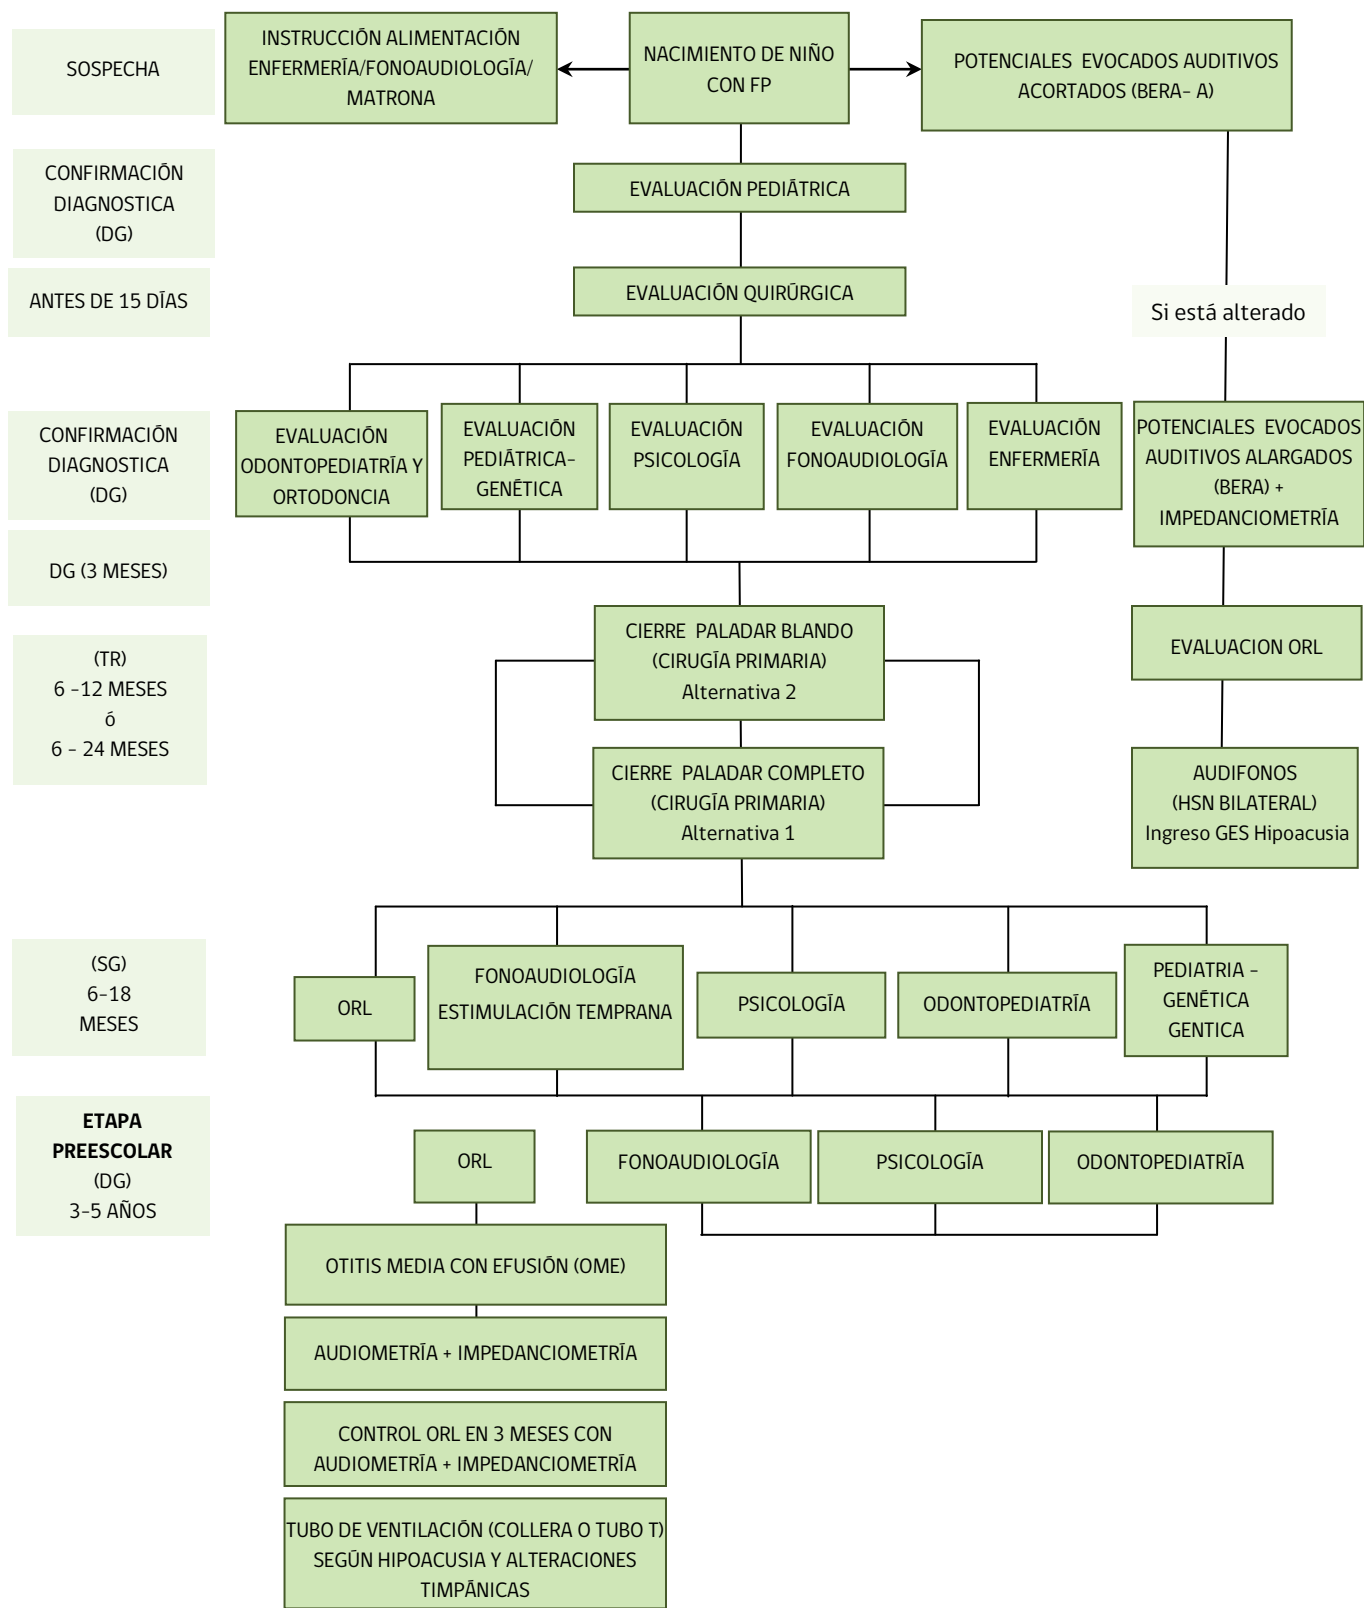 SOSPECHA
INSTRUCCIÓN ALIMENTACIÓN
ENFERMERÍA/FONOAUDIOLOGÍA/
MATRONA
NACIMIENTO DE NIÑO
CON FP
POTENCIALES EVOCADOS AUDITIVOS
ACORTADOS (BERA- A)
CONFIRMACIÓN
DIAGNOSTICA
(DG)
EVALUACIÓN PEDIÁTRICA
ANTES DE 15 DÍAS
EVALUACIÓN QUIRÚRGICA
Si está alterado
CONFIRMACIÓN
DIAGNOSTICA
(DG)
EVALUACIÓN
ODONTOPEDIATRÍA Y
ORTODONCIA
EVALUACIÓN
PEDIÁTRICA-
GENÉTICA
EVALUACIÓN
PSICOLOGÍA
EVALUACIÓN
FONOAUDIOLOGÍA
EVALUACIÓN
ENFERMERÍA
POTENCIALES EVOCADOS
AUDITIVOS ALARGADOS
(BERA) +
IMPEDANCIOMETRÍA
DG (3 MESES)
(TR)
6 -12 MESES
ó
6 - 24 MESES
CIERRE PALADAR BLANDO
(CIRUGÍA PRIMARIA)
Alternativa 2
EVALUACION ORL
CIERRE PALADAR COMPLETO
(CIRUGÍA PRIMARIA)
Alternativa 1
AUDIFONOS
(HSN BILATERAL)
Ingreso GES Hipoacusia
(SG)
6-18
MESES
ORL
FONOAUDIOLOGÍA
ESTIMULACIÓN TEMPRANA
PSICOLOGÍA
ODONTOPEDIATRÍA
PEDIATRIA -
GENÉTICA
GENTICA
ETAPA
PREESCOLAR
(DG)
3-5 AÑOS
ORL
FONOAUDIOLOGÍA
PSICOLOGÍA
ODONTOPEDIATRÍA
OTITIS MEDIA CON EFUSIÓN (OME)
AUDIOMETRÍA + IMPEDANCIOMETRÍA
CONTROL ORL EN 3 MESES CON
AUDIOMETRÍA + IMPEDANCIOMETRÍA
TUBO DE VENTILACIÓN (COLLERA O TUBO T)
SEGÚN HIPOACUSIA Y ALTERACIONES
TIMPÁNICAS